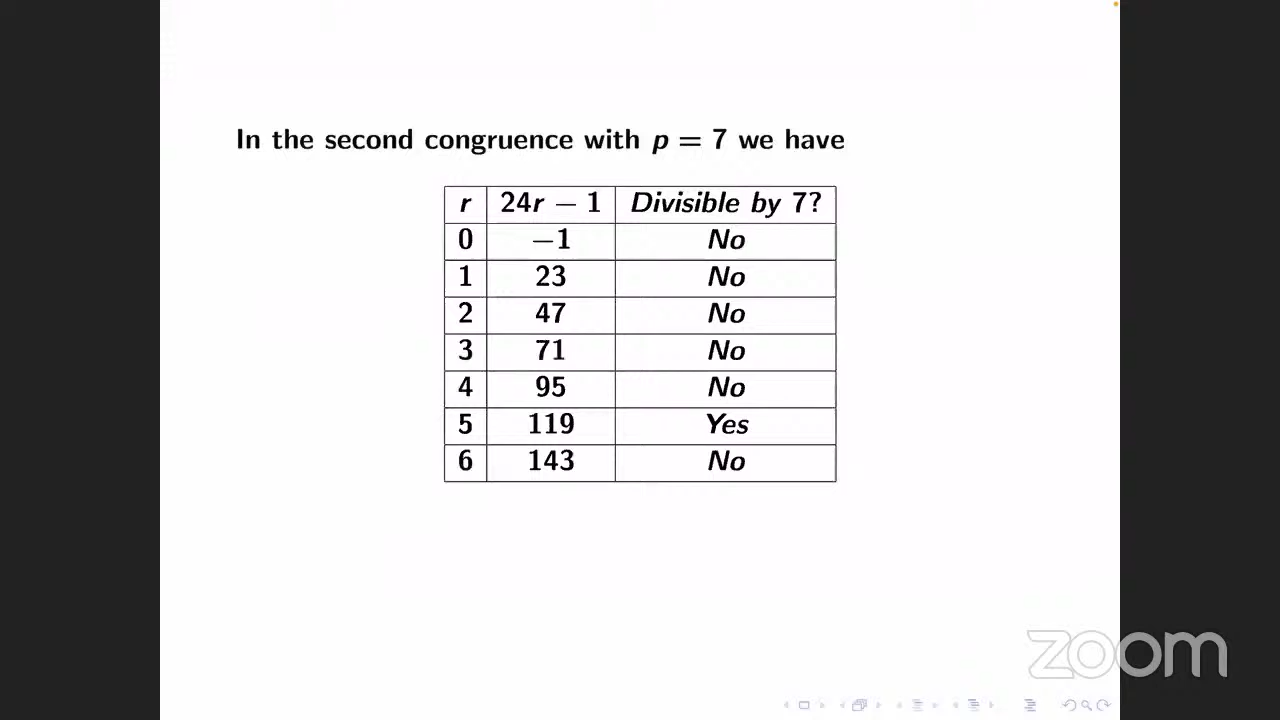 In the second congruence with p = 7 we have
r 24r − 1 Divisible by 7?
0 −1 No
1 23 No
2 47 No
3 71 No
4 95 No
5 119 Yes
6 143 No
zoom